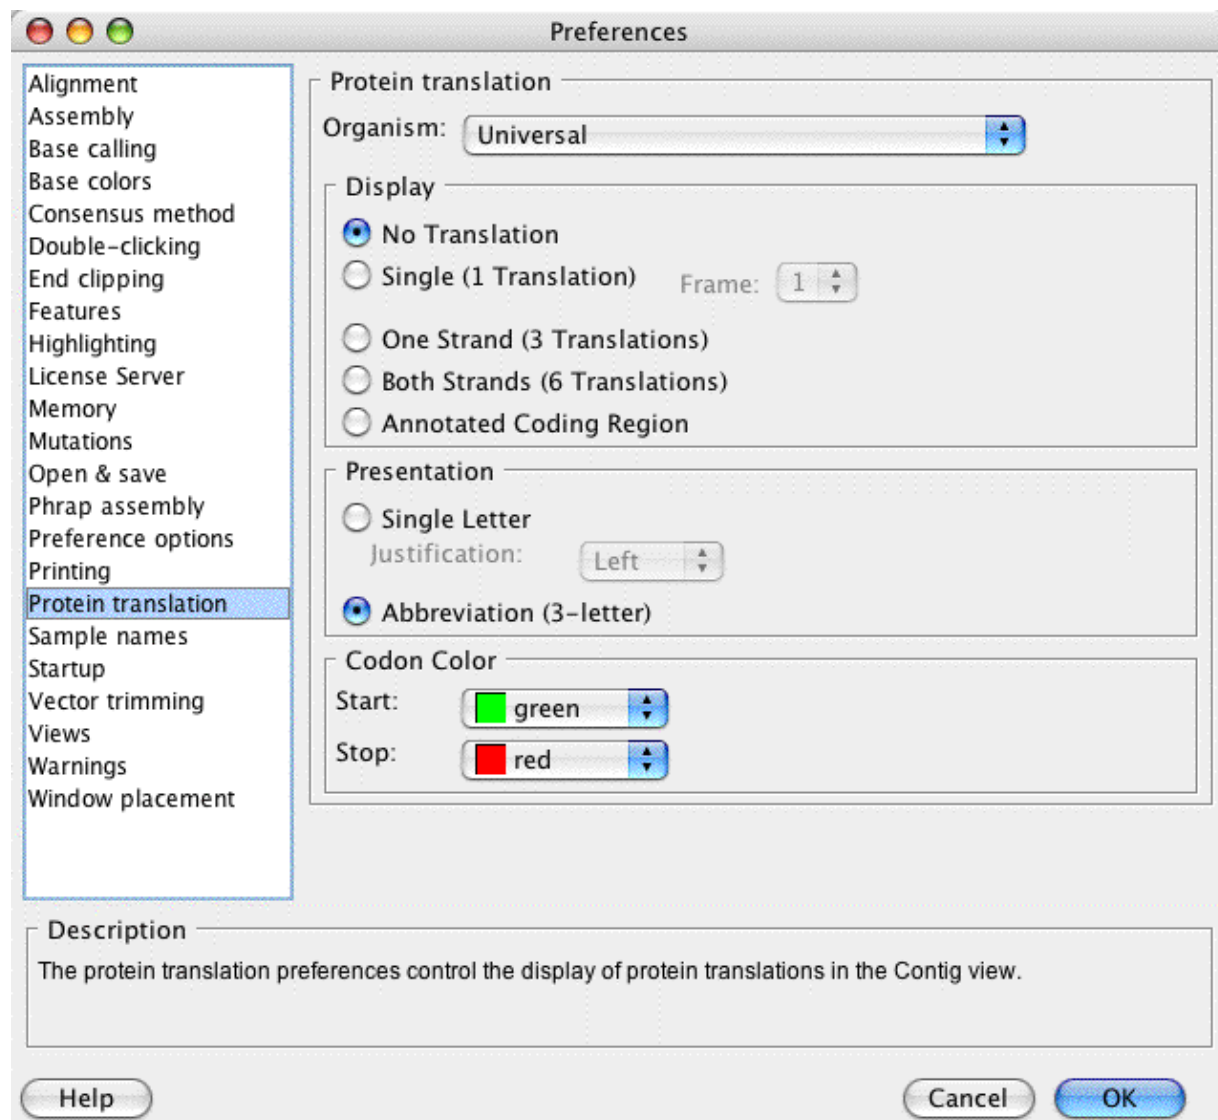 Preferences
Alignment
Assembly
Base calling
Base colors
Consensus method
Double-clicking
End clipping
Features
Highlighting
License Server
Memory
Mutations
Open & save
Phrap assembly
Preference options
Printing
Protein translation
Sample names
Startup
Vector trimming
Views
Warnings
Window placement
Protein translation
Organism: Universal
Display
No Translation
Single (1 Translation) Frame: 1
One Strand (3 Translations)
Both Strands (6 Translations)
Annotated Coding Region
Presentation
Single Letter
Justification: Left
Abbreviation (3-letter)
Codon Color
Start: green
Stop: red
Description
The protein translation preferences control the display of protein translations in the Contig view.
Help Cancel OK